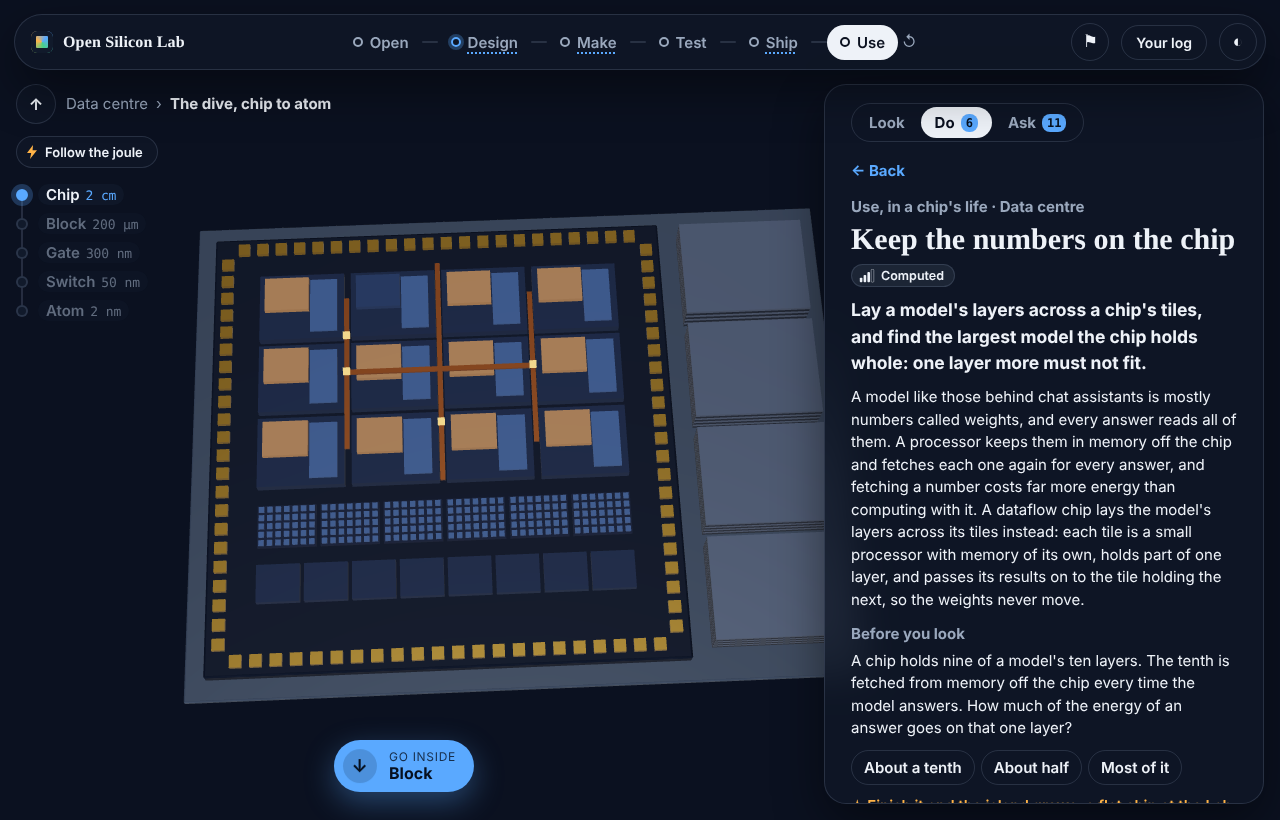 Open Silicon Lab
Open
Design
Make
Test
Ship
Use
Your log
Data centre › The dive, chip to atom
Follow the joule
Chip 2 cm
Block 200 µm
Gate 300 nm
Switch 50 nm
Atom 2 nm
GO INSIDE
Block
Look
Do 6
Ask 11
← Back
Use, in a chip's life · Data centre
Keep the numbers on the chip
Computed
Lay a model's layers across a chip's tiles,
and find the largest model the chip holds
whole: one layer more must not fit.
A model like those behind chat assistants is mostly
numbers called weights, and every answer reads all of
them. A processor keeps them in memory off the chip
and fetches each one again for every answer, and
fetching a number costs far more energy than
computing with it. A dataflow chip lays the model's
layers across its tiles instead: each tile is a small
processor with memory of its own, holds part of one
layer, and passes its results on to the tile holding the
next, so the weights never move.
Before you look
A chip holds nine of a model's ten layers. The tenth is
fetched from memory off the chip every time the
model answers. How much of the energy of an
answer goes on that one layer?
About a tenth
About half
Most of it